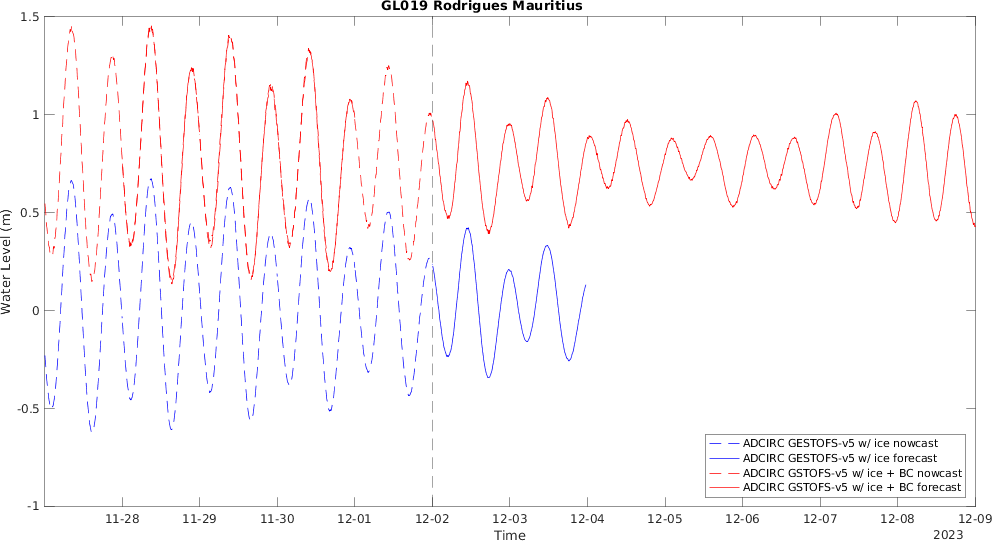 GL019 Rodrigues Mauritius
1.5
1
0.5
0
-0.5
-1
Water Level (m)
ADCIRC GESTOFS-v5 w/ ice nowcast
ADCIRC GESTOFS-v5 w/ ice forecast
ADCIRC GSTOFS-v5 w/ ice + BC nowcast
ADCIRC GSTOFS-v5 w/ ice + BC forecast
11-28 11-29 11-30 12-01 12-02 12-03 12-04 12-05 12-06 12-07 12-08 12-09
Time
2023